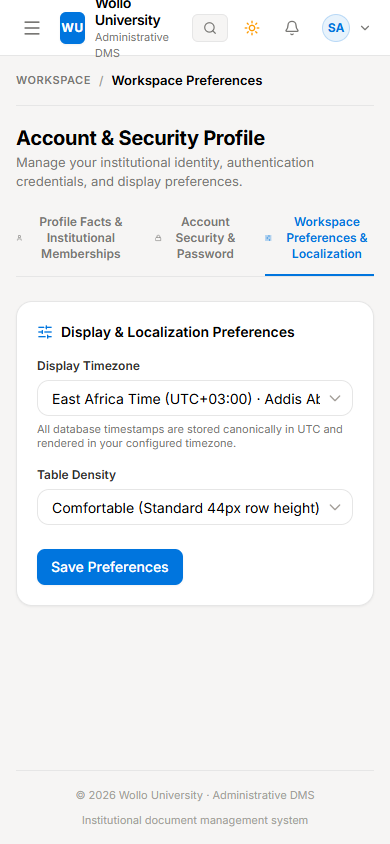 Wollo
University
Administrative
DMS
WU
SA
WORKSPACE / Workspace Preferences
Account & Security Profile
Manage your institutional identity, authentication
credentials, and display preferences.
Profile Facts &
Institutional
Memberships
Account
Security &
Password
Workspace
Preferences &
Localization
Display & Localization Preferences
Display Timezone
East Africa Time (UTC+03:00) · Addis Ab
All database timestamps are stored canonically in UTC and
rendered in your configured timezone.
Table Density
Comfortable (Standard 44px row height)
Save Preferences
© 2026 Wollo University · Administrative DMS
Institutional document management system